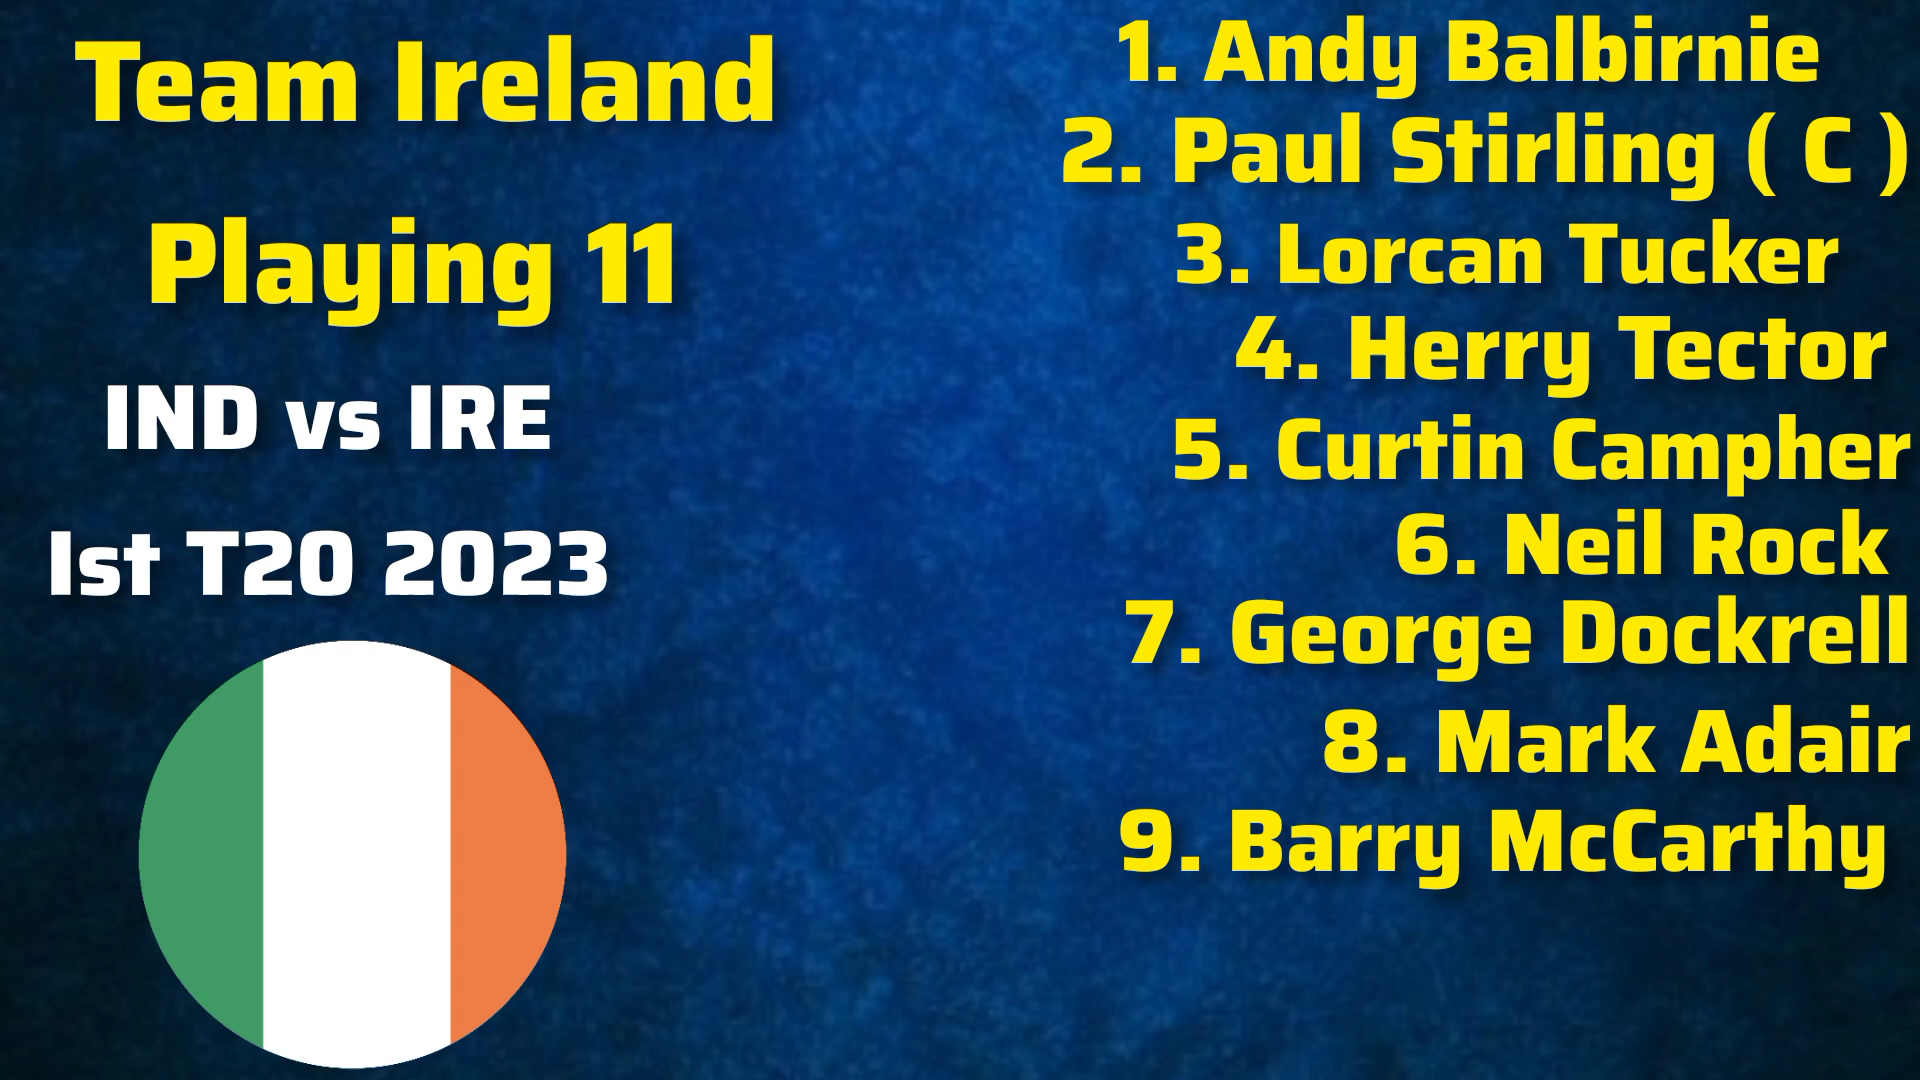 Team Ireland
Playing 11
IND vs IRE
Ist T20 2023
1. Andy Balbirnie
2. Paul Stirling ( C )
3. Lorcan Tucker
4. Herry Tector
5. Curtin Campher
6. Neil Rock
7. George Dockrell
8. Mark Adair
9. Barry McCarthy